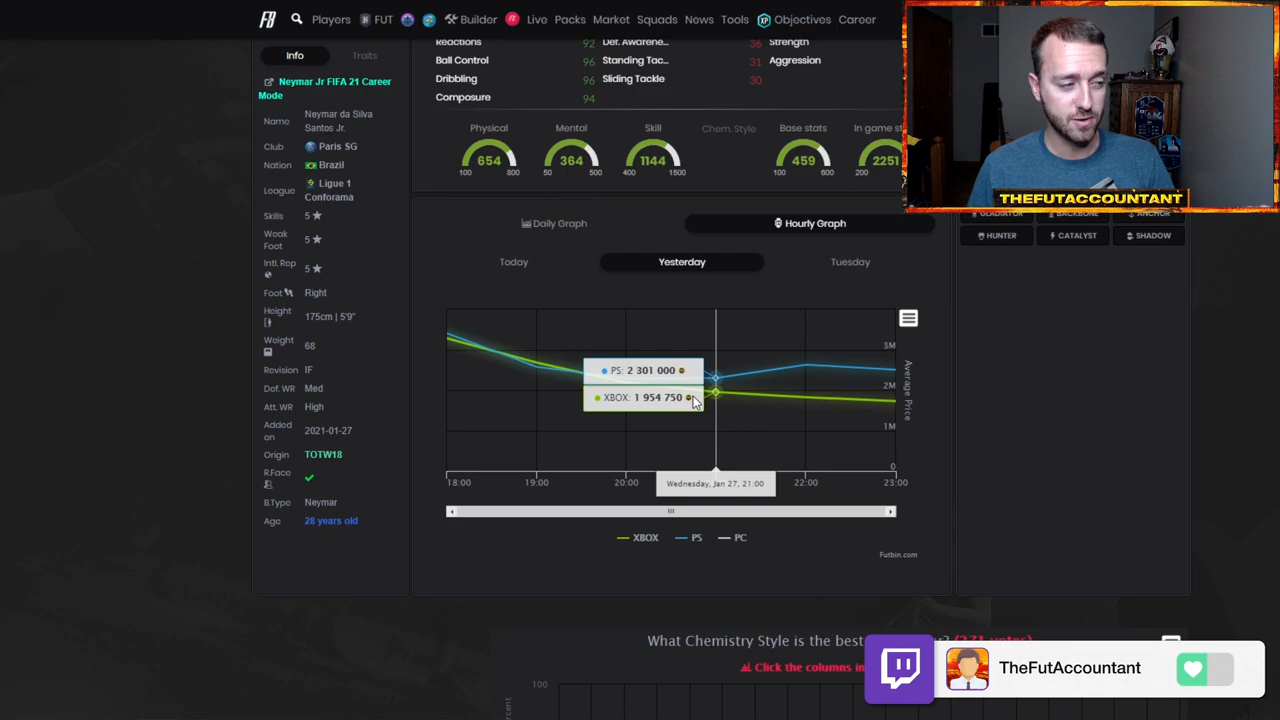 Players FUT Builder Live Packs Market Squads News Tools XP Objectives Career
Info Traits
Neymar Jr FIFA 21 Career Mode
Name Neymar da Silva Santos Jr.
Club Paris SG
Nation Brazil
League Ligue 1 Conforama
Skills 5
Weak Foot 5
Intl. Rep 5
Foot Right
Height 175cm | 5'9"
Weight 68
Revision IF
Def. WR Med
Att. WR High
Added on 2021-01-27
Origin TOTW18
R.Face
B.Type Neymar
Age 28 years old
Reactions 92 Def. Awarene... 36 Strength
Ball Control 96 Standing Tac... 31 Aggression
Dribbling 96 Sliding Tackle 30
Composure 94
Physical Mental Skill Chem. Style Base stats In game st
654 364 1144 459 2251
100 800 50 500 400 1500 100 600 200
Daily Graph Hourly Graph
Today Yesterday Tuesday
PS: 2 301 000
XBOX: 1 954 750
3M
2M
1M
0
Average Price
Wednesday, Jan 27, 21:00
18:00 19:00 20:00 22:00 23:00
XBOX PS PC
Futbin.com
THEFUTACCOUNTANT
GLADIATOR BACKBONE ANCHOR
HUNTER CATALYST SHADOW
What Chemistry Style is the best
Click the columns in
100
TheFutAccountant